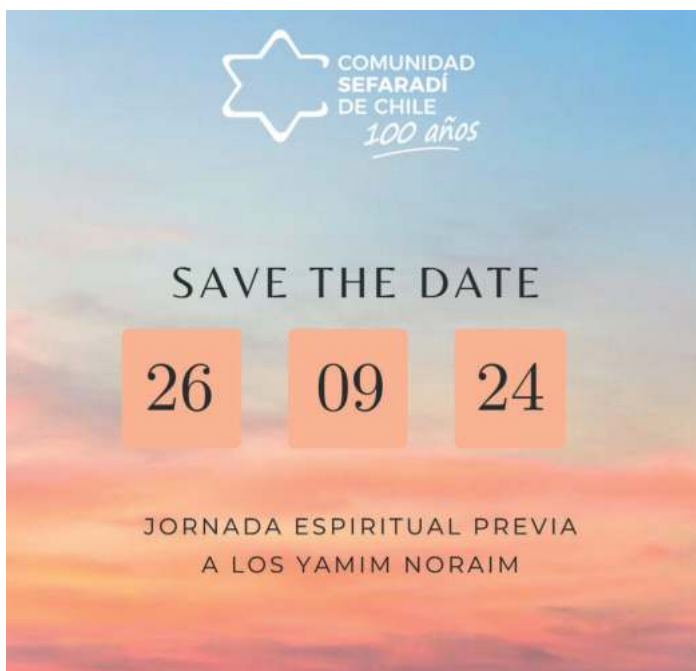 COMUNIDAD
SEFARADÍ
DE CHILE
100 años
SAVE THE DATE
26 09 24
JORNADA ESPIRITUAL PREVIA
A LOS YAMIM NORAIM